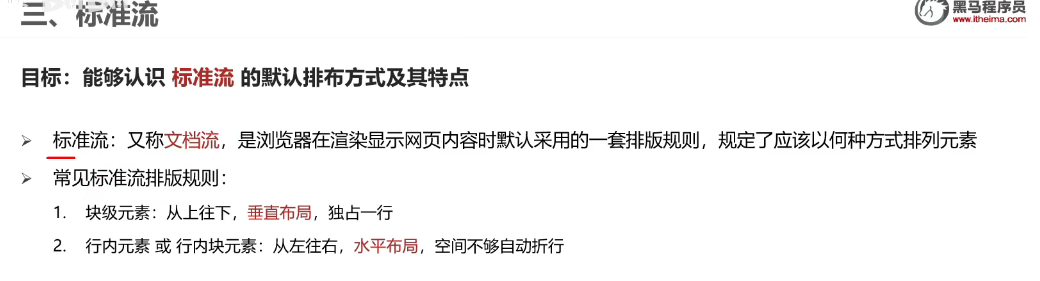 三、标准流
黑马程序员
www.itheima.com
目标：能够认识 标准流 的默认排布方式及其特点
➢ 标准流：又称文档流，是浏览器在渲染显示网页内容时默认采用的一套排版规则，规定了应该以何种方式排列元素
➢ 常见标准流排版规则：
1. 块级元素：从上往下，垂直布局，独占一行
2. 行内元素 或 行内块元素：从左往右，水平布局，空间不够自动折行